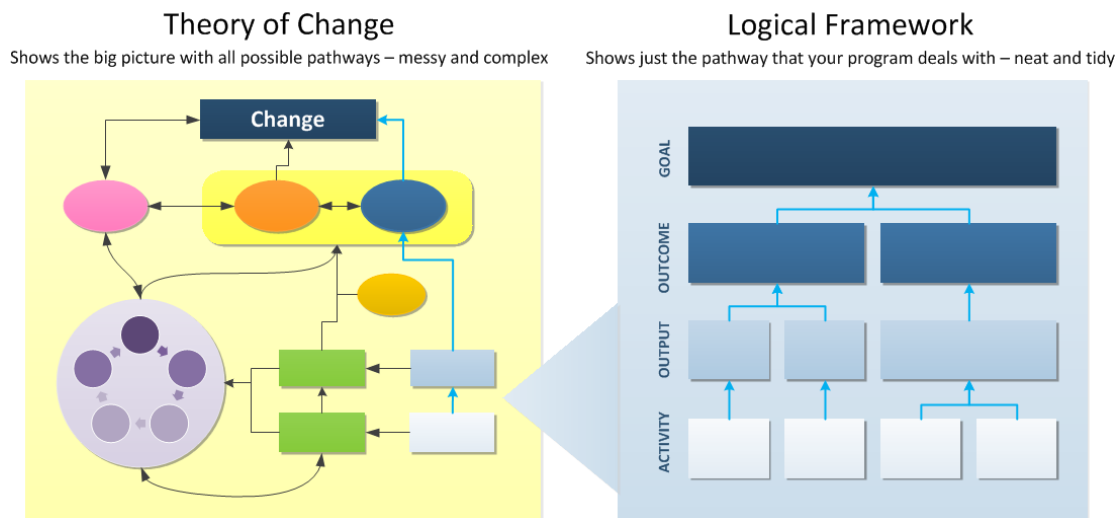 Theory of Change
Shows the big picture with all possible pathways – messy and complex
Change
Logical Framework
Shows just the pathway that your program deals with – neat and tidy
GOAL
OUTCOME
OUTPUT
ACTIVITY